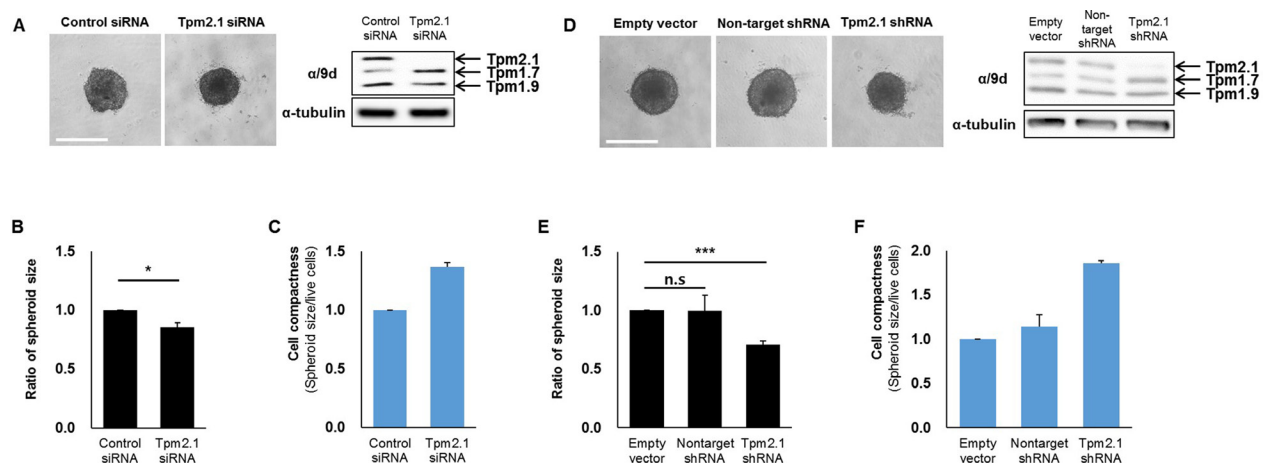 A
Control siRNA
Tpm2.1 siRNA
Control
siRNA
Tpm2.1
siRNA
α/9d
Tpm2.1
Tpm1.7
Tpm1.9
α-tubulin
D
Empty vector
Non-target shRNA
Tpm2.1 shRNA
Empty
vector
Non-
target
shRNA
Tpm2.1
shRNA
α/9d
Tpm2.1
Tpm1.7
Tpm1.9
α-tubulin
B
Ratio of spheroid size
1.5
1.0
0.5
0.0
*
Control
siRNA
Tpm2.1
siRNA
C
Cell compactness
(Spheroid size/live cells)
1.5
1.0
0.5
0.0
Control
siRNA
Tpm2.1
siRNA
E
Ratio of spheroid size
1.5
1.0
0.5
0.0
***
n.s
Empty
vector
Nontarget
shRNA
Tpm2.1
shRNA
F
Cell compactness
(Spheroid size/live cells)
2.0
1.5
1.0
0.5
0.0
Empty
vector
Nontarget
shRNA
Tpm2.1
shRNA